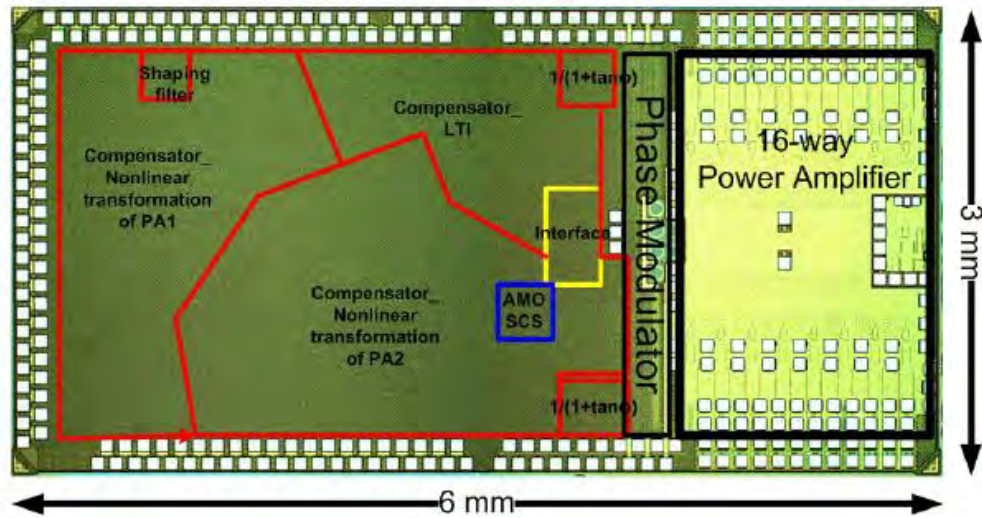 Shaping
filter
1/(1+tanα)
Compensator_
LTI
Compensator_
Nonlinear
transformation
of PA1
Phase Modulator
16-way
Power Amplifier
Interface
Compensator_
Nonlinear
transformation
of PA2
AMO
SCS
1/(1+tanα)
3 mm
6 mm